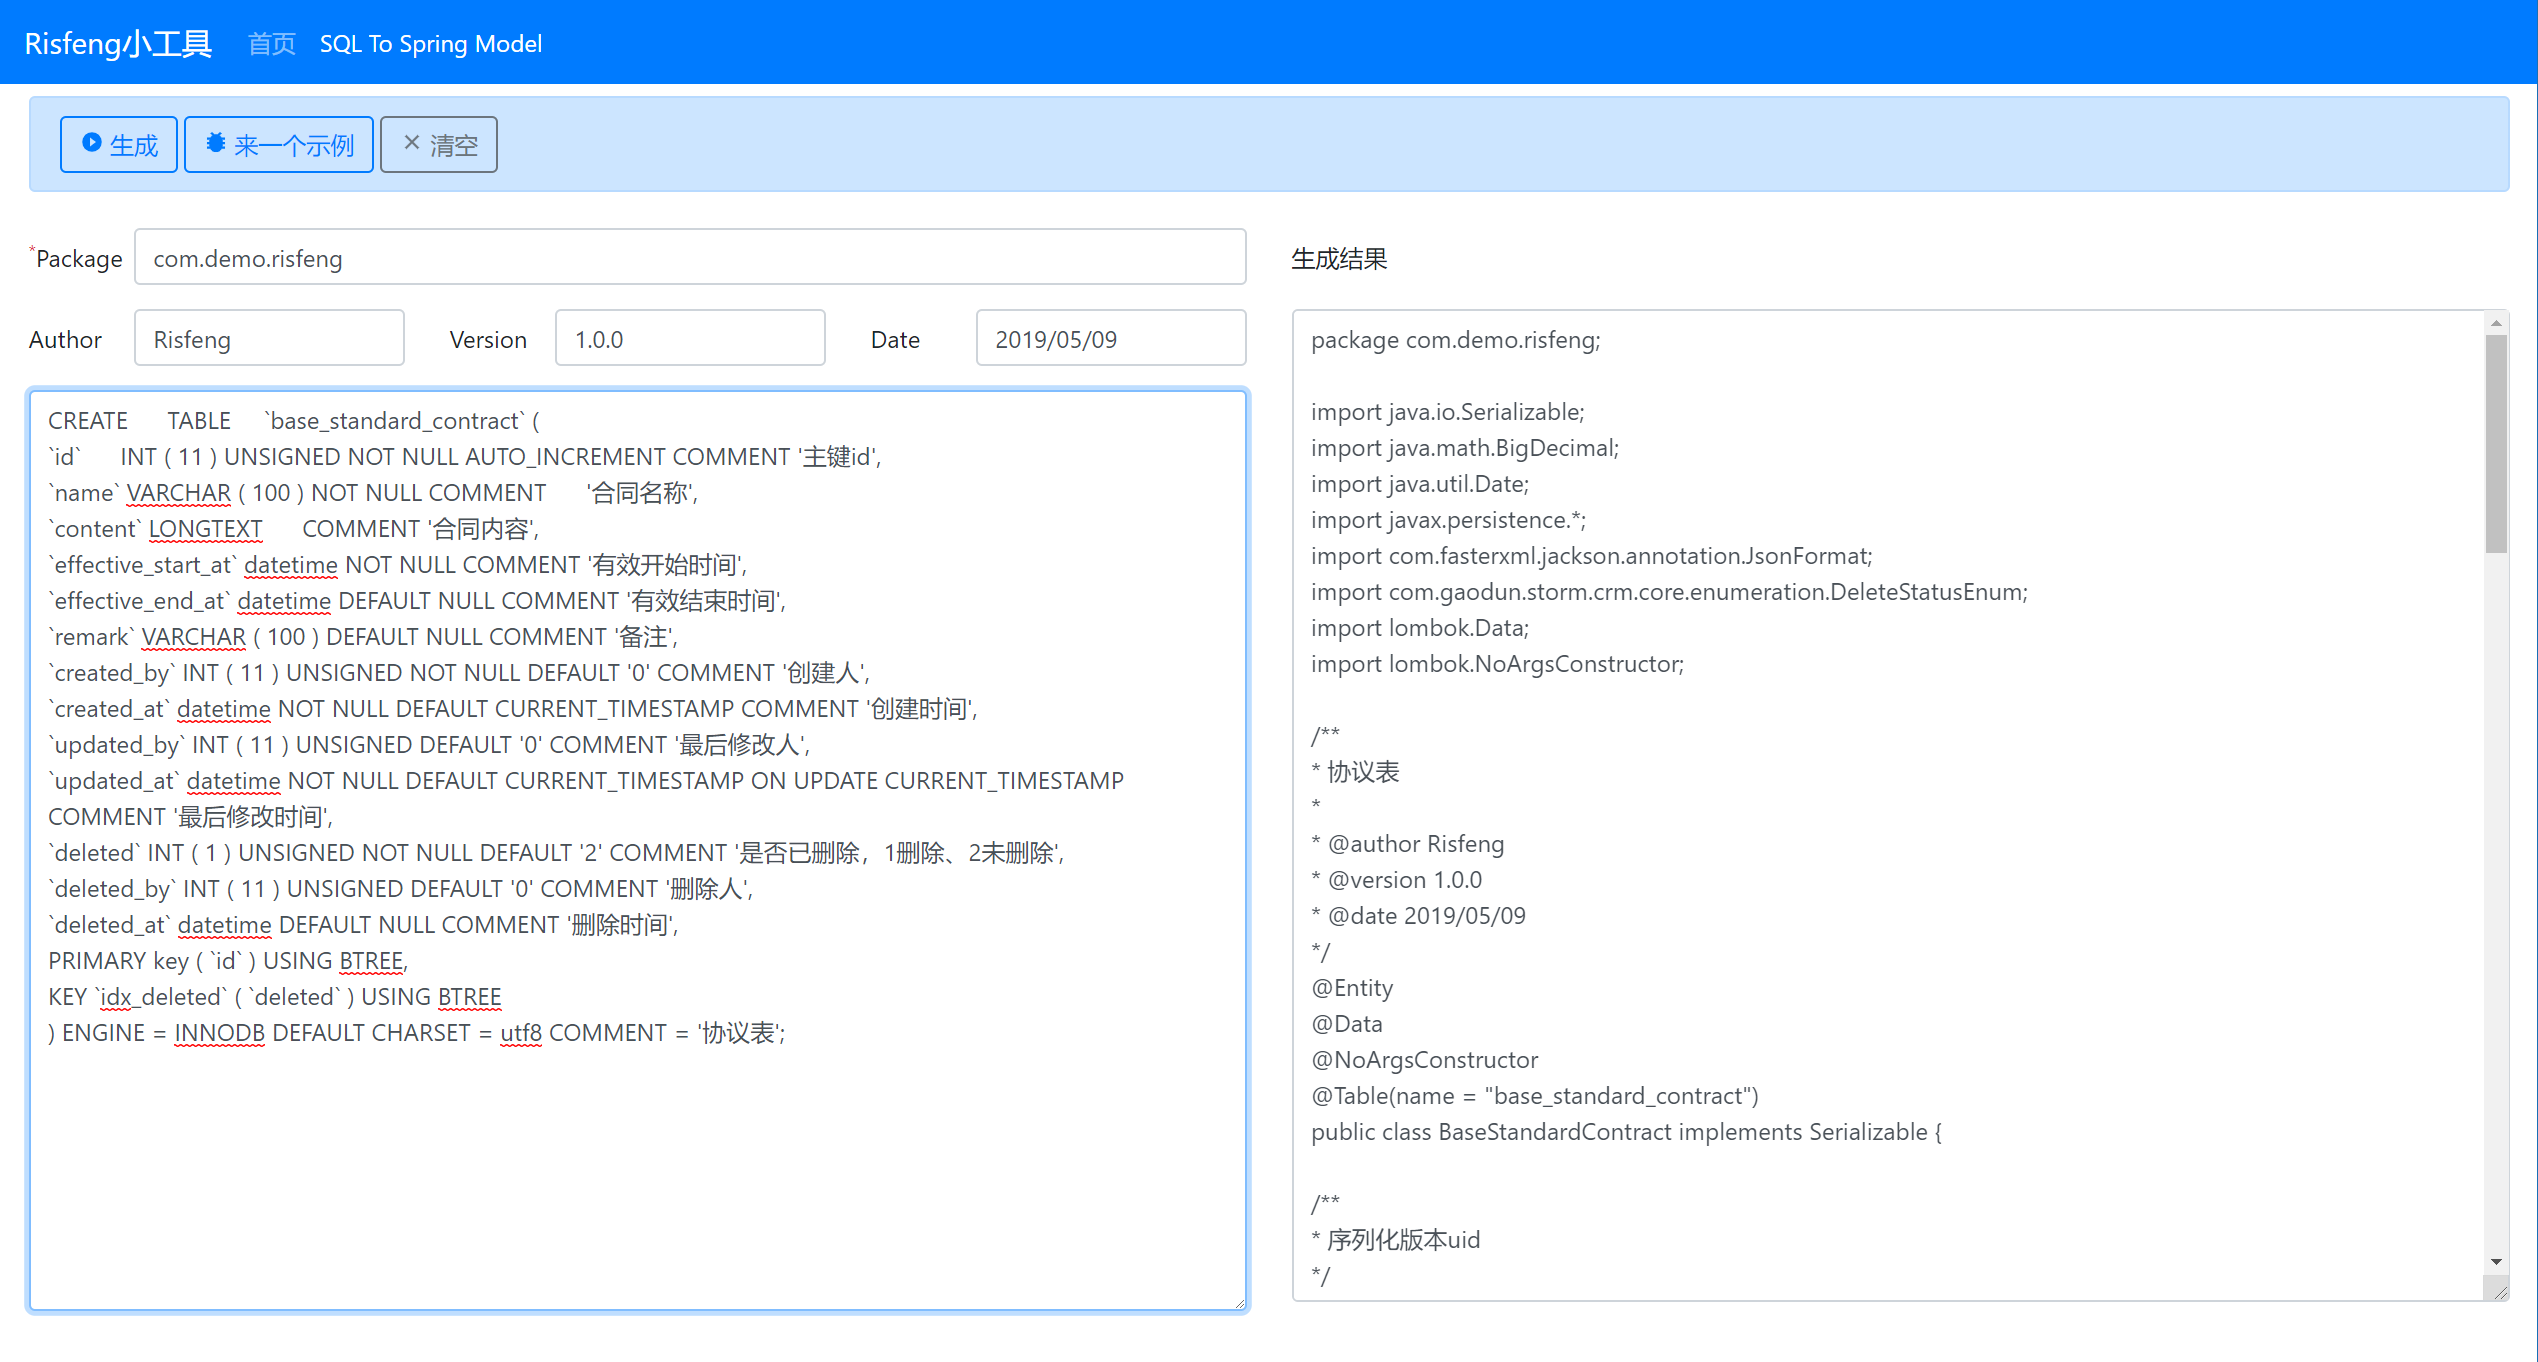 Risfeng小工具 首页 SQL To Spring Model
生成 来一个示例 清空
*Package com.demo.risfeng
Author Risfeng Version 1.0.0 Date 2019/05/09
CREATE TABLE `base_standard_contract` (
`id` INT ( 11 ) UNSIGNED NOT NULL AUTO_INCREMENT COMMENT '主键id',
`name` VARCHAR ( 100 ) NOT NULL COMMENT '合同名称',
`content` LONGTEXT COMMENT '合同内容',
`effective_start_at` datetime NOT NULL COMMENT '有效开始时间',
`effective_end_at` datetime DEFAULT NULL COMMENT '有效结束时间',
`remark` VARCHAR ( 100 ) DEFAULT NULL COMMENT '备注',
`created_by` INT ( 11 ) UNSIGNED NOT NULL DEFAULT '0' COMMENT '创建人',
`created_at` datetime NOT NULL DEFAULT CURRENT_TIMESTAMP COMMENT '创建时间',
`updated_by` INT ( 11 ) UNSIGNED DEFAULT '0' COMMENT '最后修改人',
`updated_at` datetime NOT NULL DEFAULT CURRENT_TIMESTAMP ON UPDATE CURRENT_TIMESTAMP
COMMENT '最后修改时间',
`deleted` INT ( 1 ) UNSIGNED NOT NULL DEFAULT '2' COMMENT '是否已删除，1删除、2未删除',
`deleted_by` INT ( 11 ) UNSIGNED DEFAULT '0' COMMENT '删除人',
`deleted_at` datetime DEFAULT NULL COMMENT '删除时间',
PRIMARY key ( `id` ) USING BTREE,
KEY `idx_deleted` ( `deleted` ) USING BTREE
) ENGINE = INNODB DEFAULT CHARSET = utf8 COMMENT = '协议表';
生成结果
package com.demo.risfeng;
import java.io.Serializable;
import java.math.BigDecimal;
import java.util.Date;
import javax.persistence.*;
import com.fasterxml.jackson.annotation.JsonFormat;
import com.gaodun.storm.crm.core.enumeration.DeleteStatusEnum;
import lombok.Data;
import lombok.NoArgsConstructor;
/**
* 协议表
*
* @author Risfeng
* @version 1.0.0
* @date 2019/05/09
*/
@Entity
@Data
@NoArgsConstructor
@Table(name = "base_standard_contract")
public class BaseStandardContract implements Serializable {
/**
* 序列化版本uid
*/